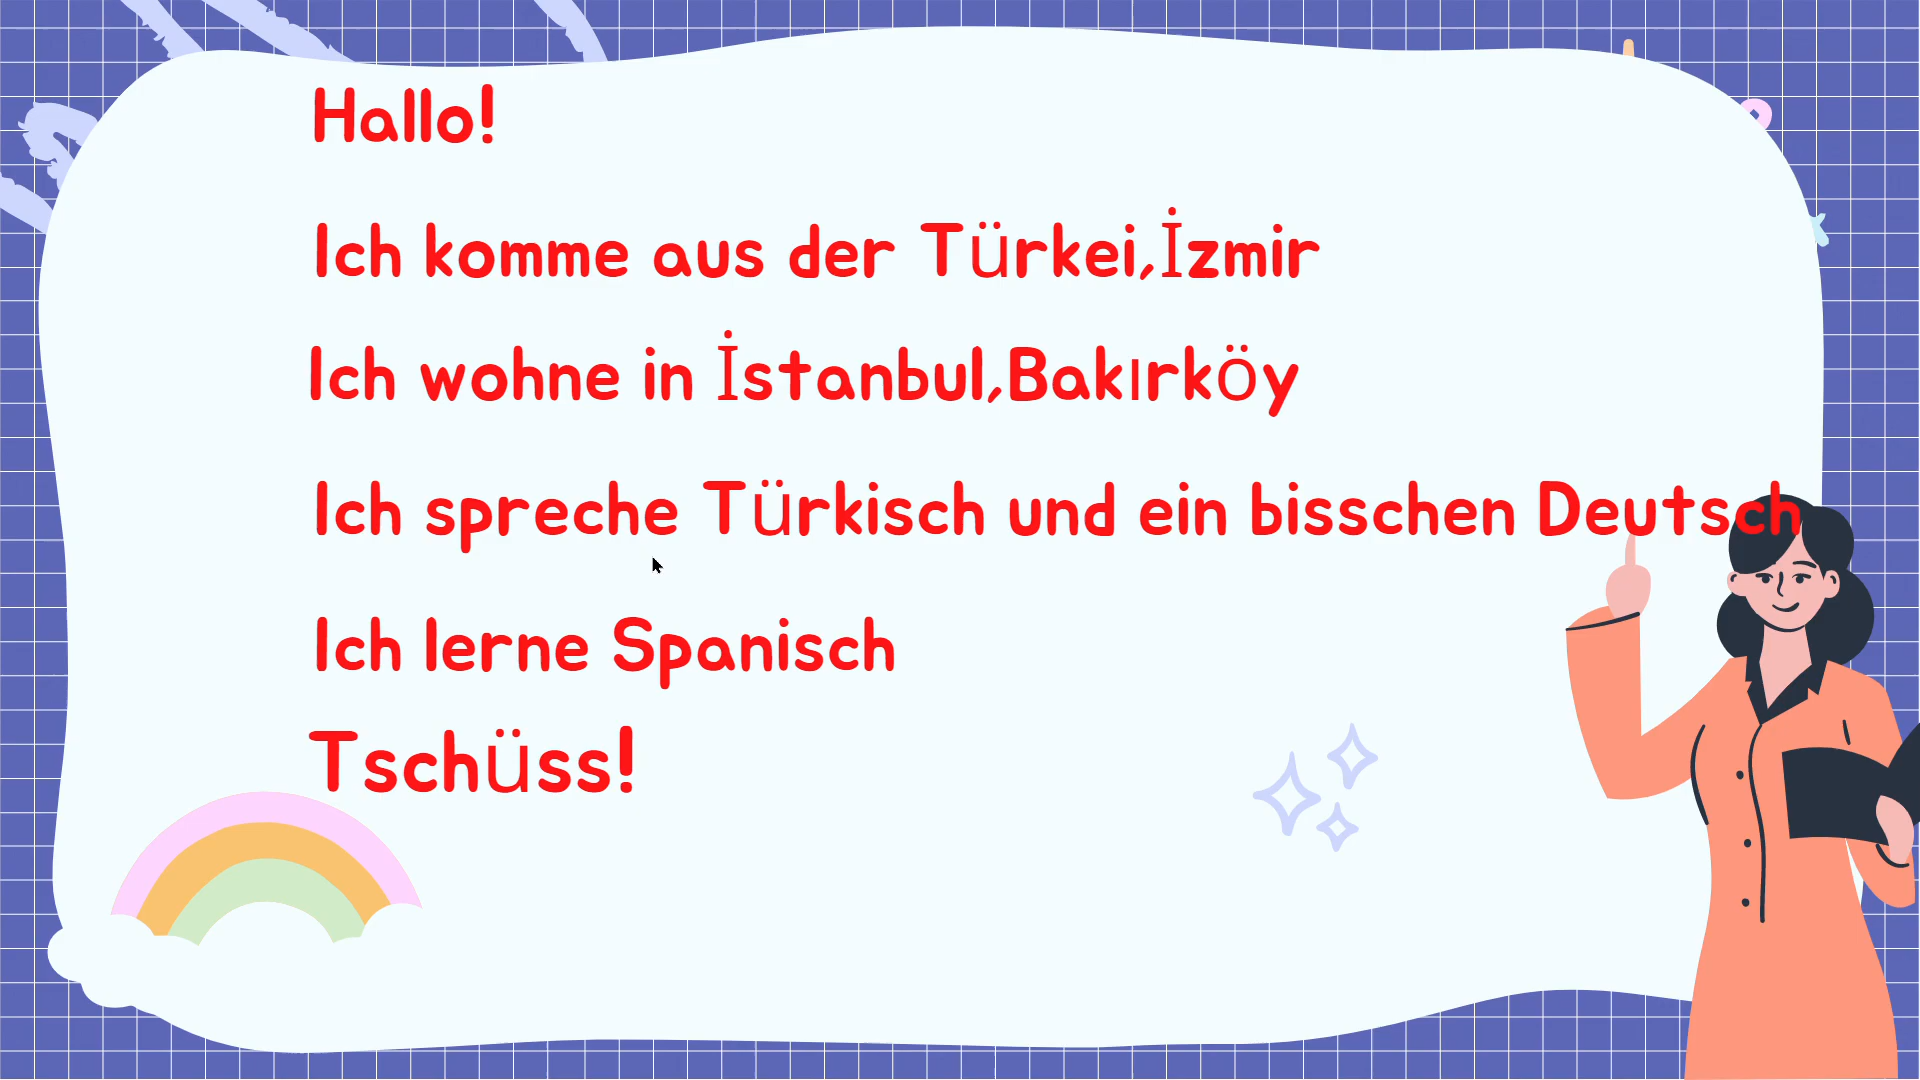 Hallo!
Ich komme aus der Türkei,İzmir
Ich wohne in İstanbul,Bakırköy
Ich spreche Türkisch und ein bisschen Deutsch
Ich lerne Spanisch
Tschüss!